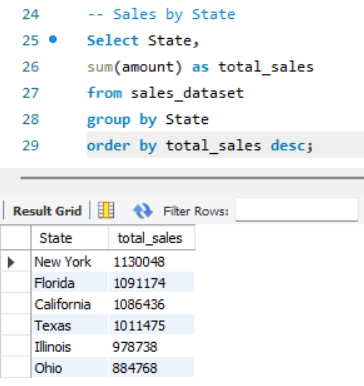 24 -- Sales by State
25 Select State,
26 sum(amount) as total_sales
27 from sales_dataset
28 group by State
29 order by total_sales desc;
Result Grid Filter Rows:
State total_sales
New York 1130048
Florida 1091174
California 1086436
Texas 1011475
Illinois 978738
Ohio 884768